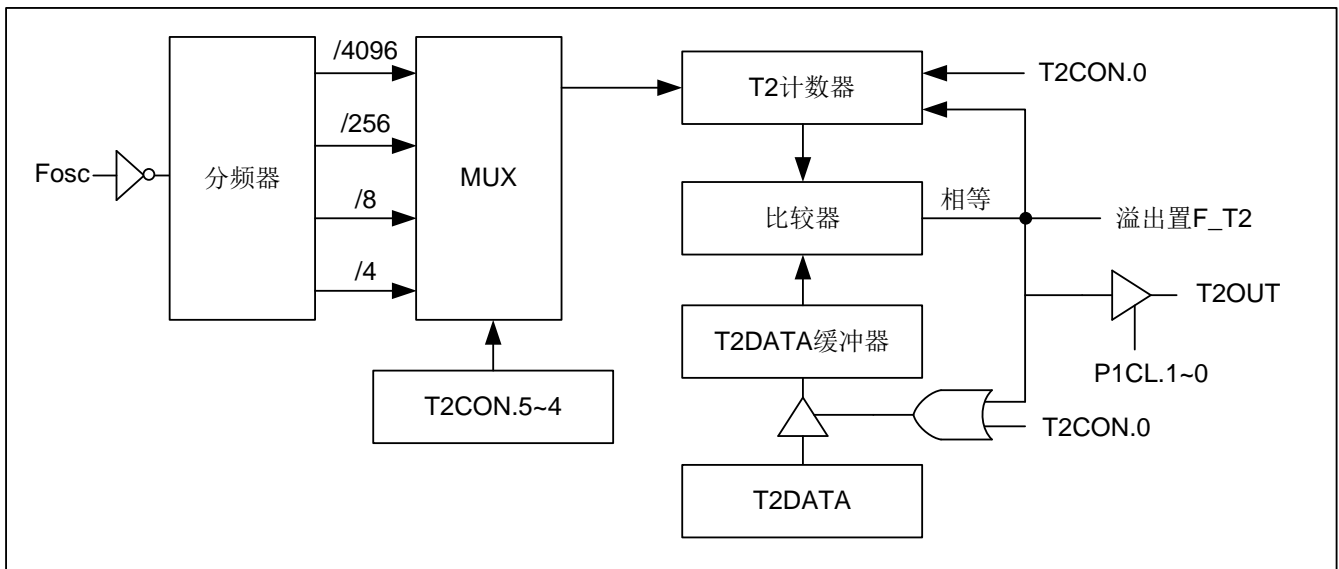 /4096
/256
/8
/4
Fosc
分频器
MUX
T2CON.5~4
T2计数器
T2CON.0
比较器
相等
溢出置F_T2
T2OUT
T2DATA缓冲器
P1CL.1~0
T2CON.0
T2DATA